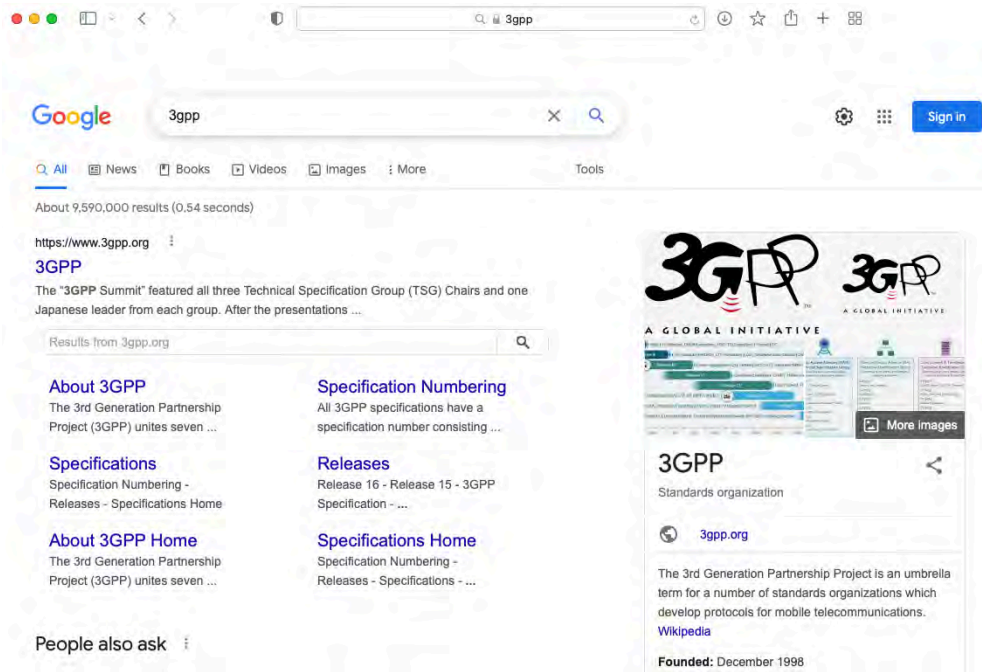 3gpp
Google
3gpp
Sign in
All
News
Books
Videos
Images
More
Tools
About 9,590,000 results (0.54 seconds)
https://www.3gpp.org
3GPP
The "3GPP Summit" featured all three Technical Specification Group (TSG) Chairs and one
Japanese leader from each group. After the presentations ...
Results from 3gpp.org
About 3GPP
The 3rd Generation Partnership
Project (3GPP) unites seven ...
Specification Numbering
All 3GPP specifications have a
specification number consisting ...
Specifications
Specification Numbering -
Releases - Specifications Home
Releases
Release 16 - Release 15 - 3GPP
Specification - ...
About 3GPP Home
The 3rd Generation Partnership
Project (3GPP) unites seven ...
Specifications Home
Specification Numbering -
Releases - Specifications - ...
People also ask
3GPP
TM
A GLOBAL INITIATIVE
3GPP
A GLOBAL INITIATIVE
More images
3GPP
Standards organization
3gpp.org
The 3rd Generation Partnership Project is an umbrella
term for a number of standards organizations which
develop protocols for mobile telecommunications.
Wikipedia
Founded: December 1998